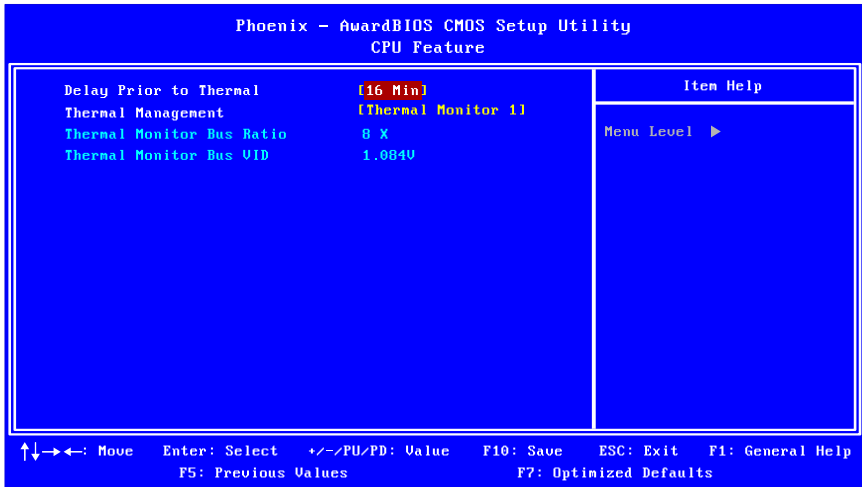 Phoenix - AwardBIOS CMOS Setup Utility
CPU Feature
Delay Prior to Thermal [16 Min]
Thermal Management [Thermal Monitor 1]
Thermal Monitor Bus Ratio 8 X
Thermal Monitor Bus VID 1.084V
Item Help
Menu Level ▶
↑↓→←: Move Enter: Select +/-/PU/PD: Value F10: Save ESC: Exit F1: General Help
F5: Previous Values F7: Optimized Defaults